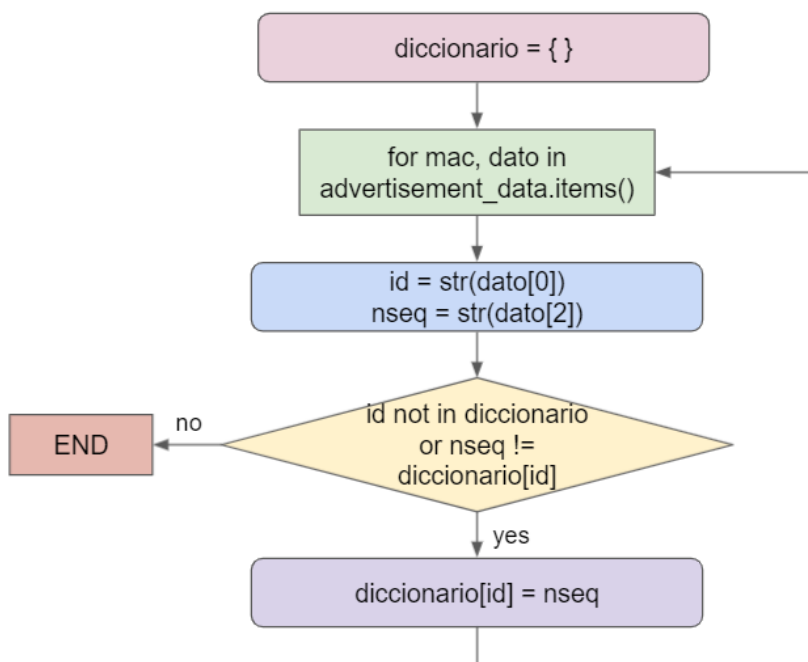 diccionario = { }
for mac, dato in
advertisement_data.items()
id = str(dato[0])
nseq = str(dato[2])
id not in diccionario
or nseq !=
diccionario[id]
no
END
yes
diccionario[id] = nseq